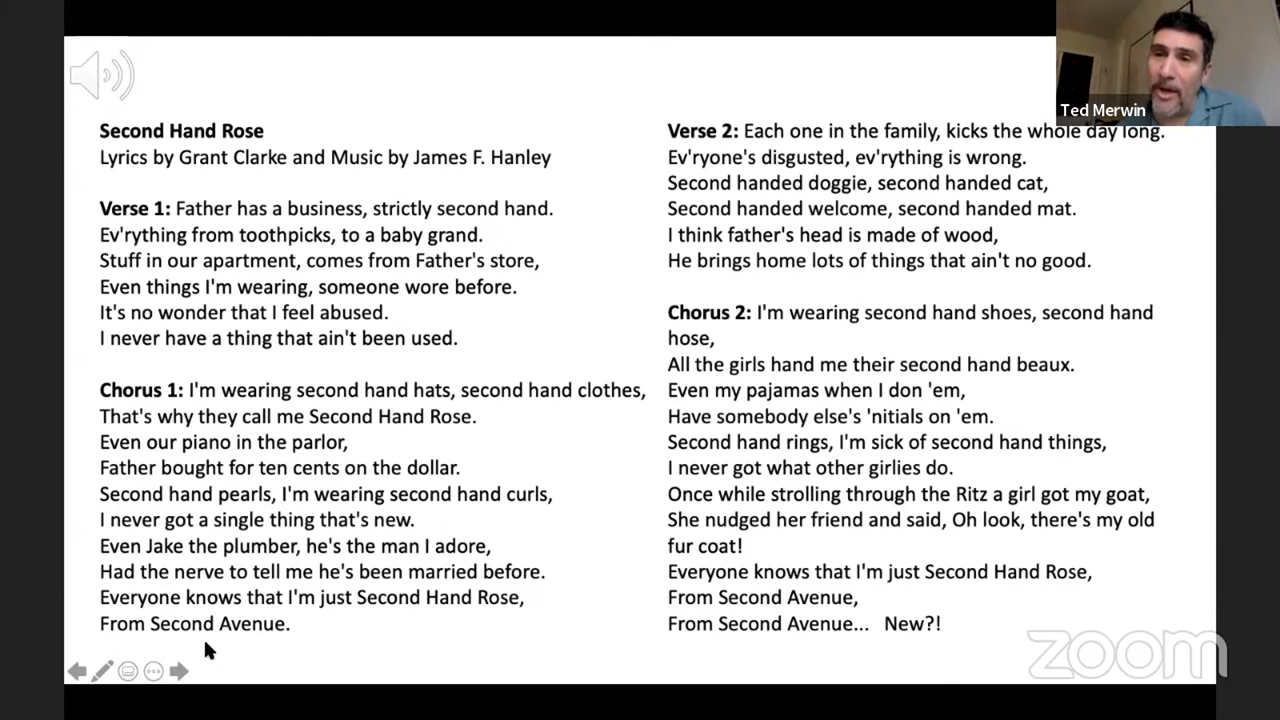 Second Hand Rose
Lyrics by Grant Clarke and Music by James F. Hanley
Verse 1: Father has a business, strictly second hand.
Ev'rything from toothpicks, to a baby grand.
Stuff in our apartment, comes from Father's store,
Even things I'm wearing, someone wore before.
It's no wonder that I feel abused.
I never have a thing that ain't been used.
Chorus 1: I'm wearing second hand hats, second hand clothes,
That's why they call me Second Hand Rose.
Even our piano in the parlor,
Father bought for ten cents on the dollar.
Second hand pearls, I'm wearing second hand curls,
I never got a single thing that's new.
Even Jake the plumber, he's the man I adore,
Had the nerve to tell me he's been married before.
Everyone knows that I'm just Second Hand Rose,
From Second Avenue.
Verse 2: Each one in the family, kicks the whole day long.
Ev'ryone's disgusted, ev'rything is wrong.
Second handed doggie, second handed cat,
Second handed welcome, second handed mat.
I think father's head is made of wood,
He brings home lots of things that ain't no good.
Chorus 2: I'm wearing second hand shoes, second hand
hose,
All the girls hand me their second hand beaux.
Even my pajamas when I don 'em,
Have somebody else's 'nitials on 'em.
Second hand rings, I'm sick of second hand things,
I never got what other girlies do.
Once while strolling through the Ritz a girl got my goat,
She nudged her friend and said, Oh look, there's my old
fur coat!
Everyone knows that I'm just Second Hand Rose,
From Second Avenue,
From Second Avenue... New?!
Ted Merwin
zoom